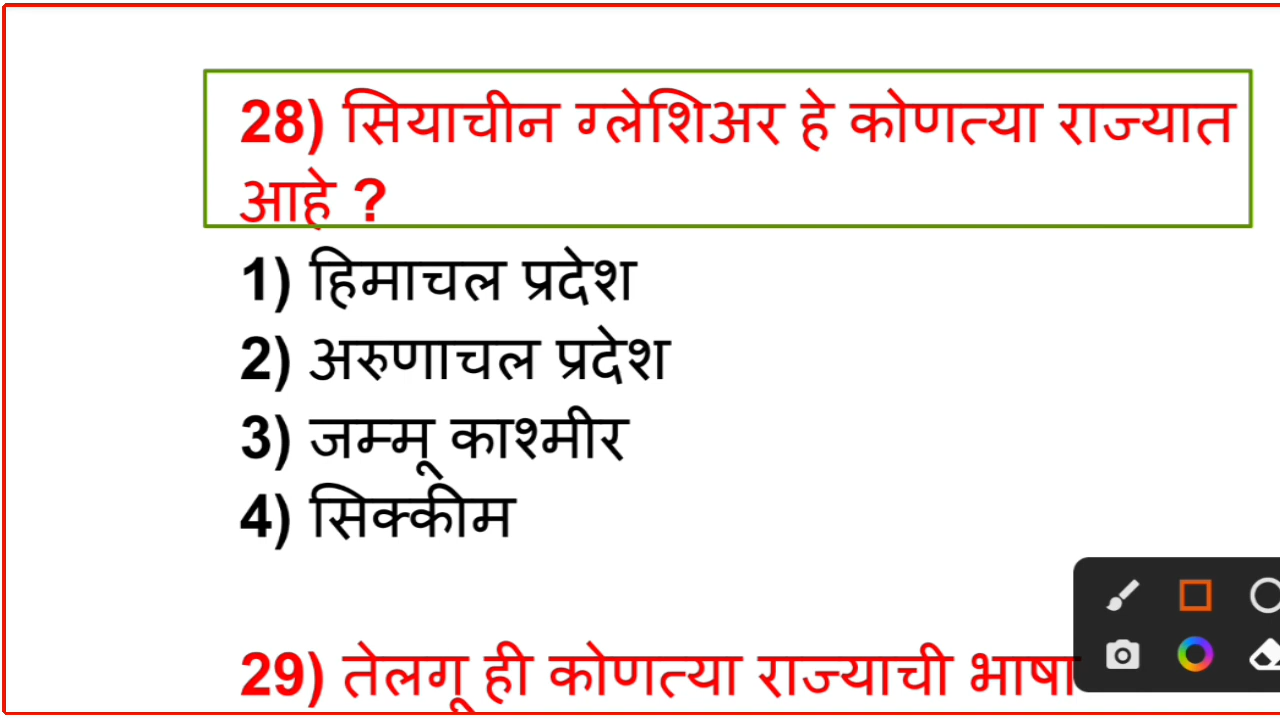 28) सियाचीन ग्लेशिअर हे कोणत्या राज्यात
आहे ?
1) हिमाचल प्रदेश
2) अरुणाचल प्रदेश
3) जम्मू काश्मीर
4) सिक्कीम
29) तेलगू ही कोणत्या राज्याची भाषा